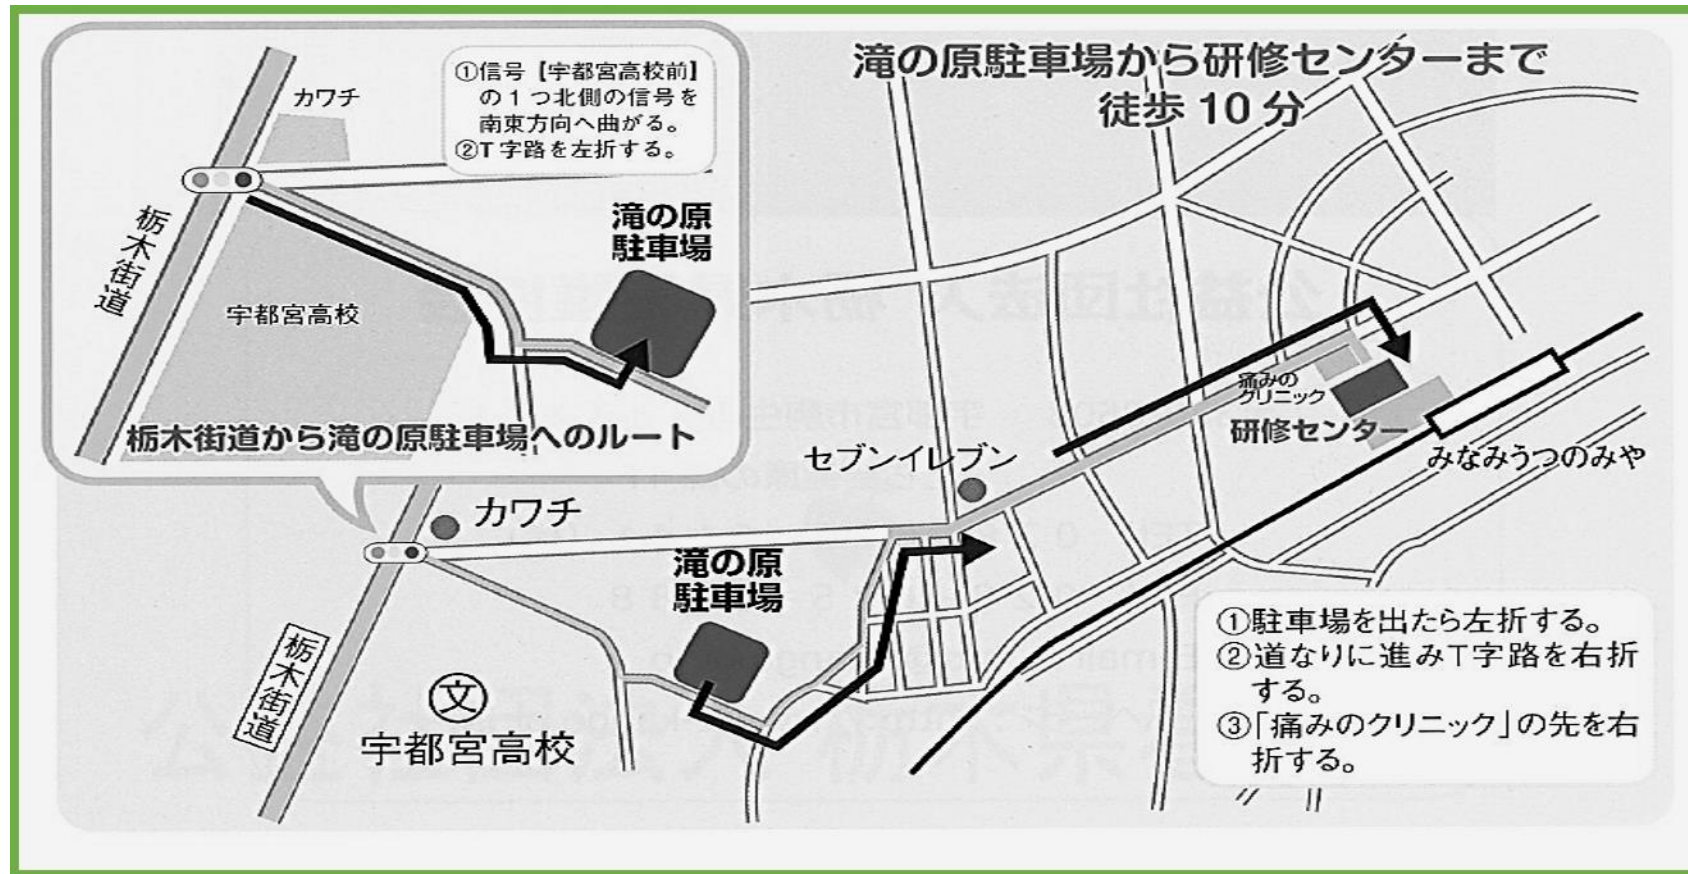 カワチ
①信号【宇都宮高校前】
の1つ北側の信号を
南東方向へ曲がる。
②T字路を左折する。
栃木街道
滝の原
駐車場
宇都宮高校
栃木街道から滝の原駐車場へのルート
滝の原駐車場から研修センターまで
徒歩10分
痛みの
クリニック
研修センター
みなみうつのみや
セブンイレブン
カワチ
滝の原
駐車場
栃木街道
文
宇都宮高校
①駐車場を出たら左折する。
②道なりに進みT字路を右折
する。
③「痛みのクリニック」の先を右
折する。